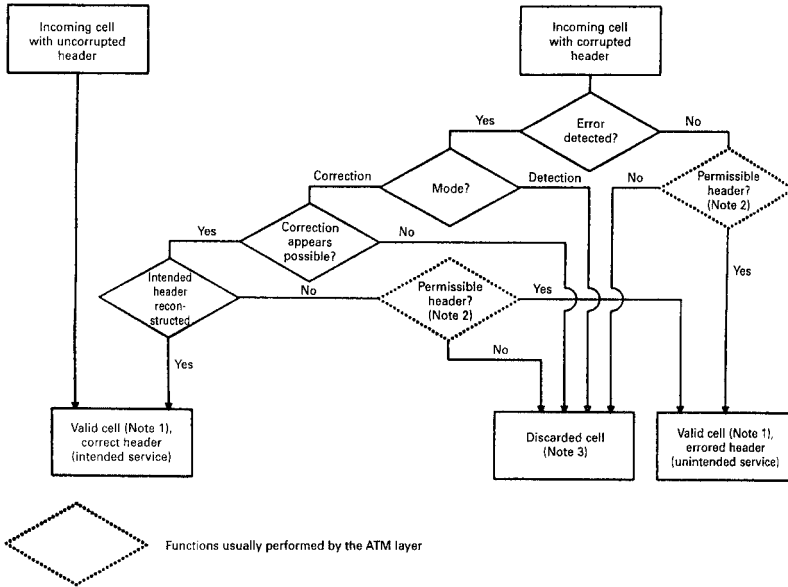 Incoming cell
with uncorrupted
header
Incoming cell
with corrupted
header
Yes
Error
detected?
No
Correction
Mode?
Detection
No
Permissible
header?
(Note 2)
Yes
Correction
appears
possible?
No
Yes
Intended
header
recon-
structed
No
Permissible
header?
(Note 2)
Yes
Yes
No
Valid cell (Note 1),
correct header
(intended service)
Discarded cell
(Note 3)
Valid cell (Note 1),
errored header
(unintended service)
Functions usually performed by the ATM layer